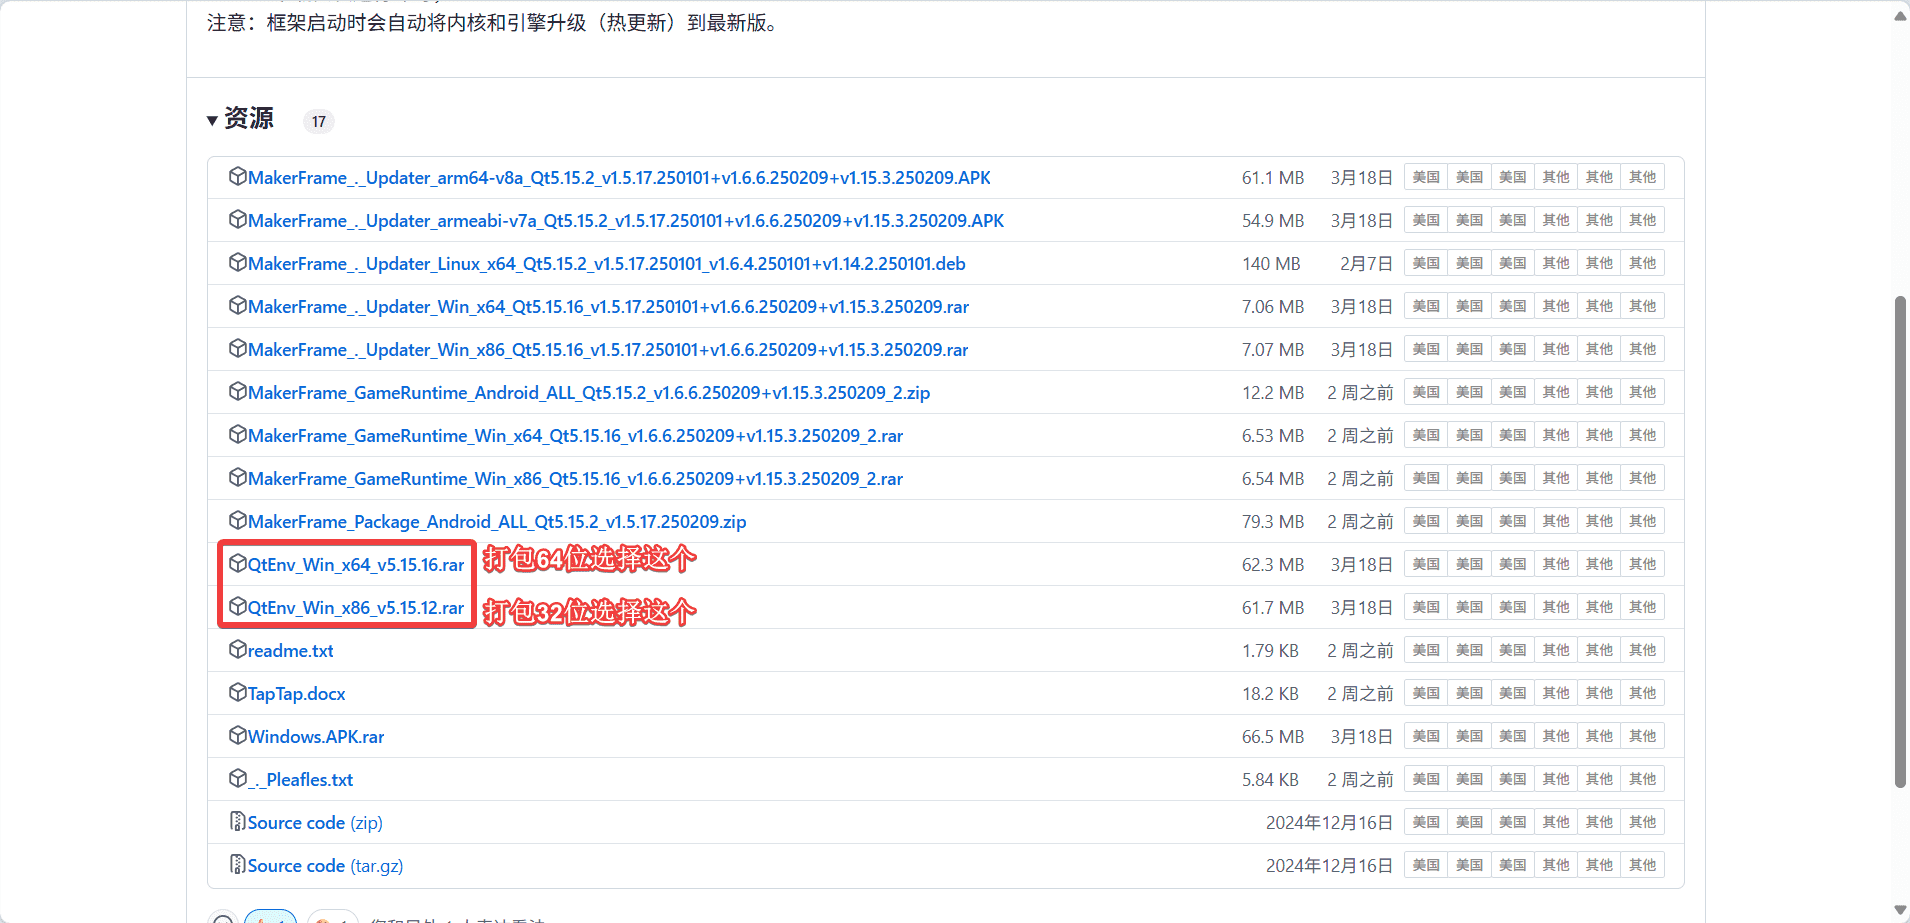 注意：框架启动时会自动将内核和引擎升级（热更新）到最新版。
资源 17
MakerFrame_._Updater_arm64-v8a_Qt5.15.2_v1.5.17.250101+v1.6.6.250209+v1.15.3.250209.APK 61.1 MB 3月18日 美国 美国 美国 其他 其他 其他
MakerFrame_._Updater_armeabi-v7a_Qt5.15.2_v1.5.17.250101+v1.6.6.250209+v1.15.3.250209.APK 54.9 MB 3月18日 美国 美国 美国 其他 其他 其他
MakerFrame_._Updater_Linux_x64_Qt5.15.2_v1.5.17.250101_v1.6.4.250101+v1.14.2.250101.deb 140 MB 2月7日 美国 美国 美国 其他 其他 其他
MakerFrame_._Updater_Win_x64_Qt5.15.16_v1.5.17.250101+v1.6.6.250209+v1.15.3.250209.rar 7.06 MB 3月18日 美国 美国 美国 其他 其他 其他
MakerFrame_._Updater_Win_x86_Qt5.15.16_v1.5.17.250101+v1.6.6.250209+v1.15.3.250209.rar 7.07 MB 3月18日 美国 美国 美国 其他 其他 其他
MakerFrame_GameRuntime_Android_ALL_Qt5.15.2_v1.6.6.250209+v1.15.3.250209_2.zip 12.2 MB 2 周之前 美国 美国 美国 其他 其他 其他
MakerFrame_GameRuntime_Win_x64_Qt5.15.16_v1.6.6.250209+v1.15.3.250209_2.rar 6.53 MB 2 周之前 美国 美国 美国 其他 其他 其他
MakerFrame_GameRuntime_Win_x86_Qt5.15.16_v1.6.6.250209+v1.15.3.250209_2.rar 6.54 MB 2 周之前 美国 美国 美国 其他 其他 其他
MakerFrame_Package_Android_ALL_Qt5.15.2_v1.5.17.250209.zip 79.3 MB 2 周之前 美国 美国 美国 其他 其他 其他
QtEnv_Win_x64_v5.15.16.rar 打包64位选择这个 62.3 MB 3月18日 美国 美国 美国 其他 其他 其他
QtEnv_Win_x86_v5.15.12.rar 打包32位选择这个 61.7 MB 3月18日 美国 美国 美国 其他 其他 其他
readme.txt 1.79 KB 2 周之前 美国 美国 美国 其他 其他 其他
TapTap.docx 18.2 KB 2 周之前 美国 美国 美国 其他 其他 其他
Windows.APK.rar 66.5 MB 3月18日 美国 美国 美国 其他 其他 其他
_._Pleafles.txt 5.84 KB 2 周之前 美国 美国 美国 其他 其他 其他
Source code (zip) 2024年12月16日 美国 美国 美国 其他 其他 其他
Source code (tar.gz) 2024年12月16日 美国 美国 美国 其他 其他 其他